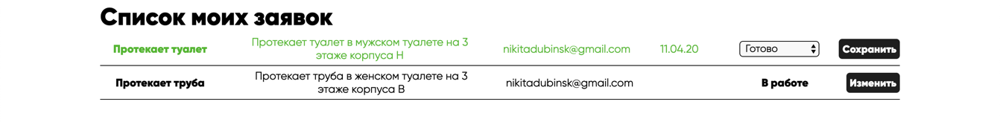 Список моих заявок
Протекает туалет
Протекает туалет в мужском туалете на 3
этаже корпуса Н
nikitadubinsk@gmail.com
11.04.20
Готово
Сохранить
Протекает труба
Протекает труба в женском туалете на 3
этаже корпуса В
nikitadubinsk@gmail.com
В работе
Изменить